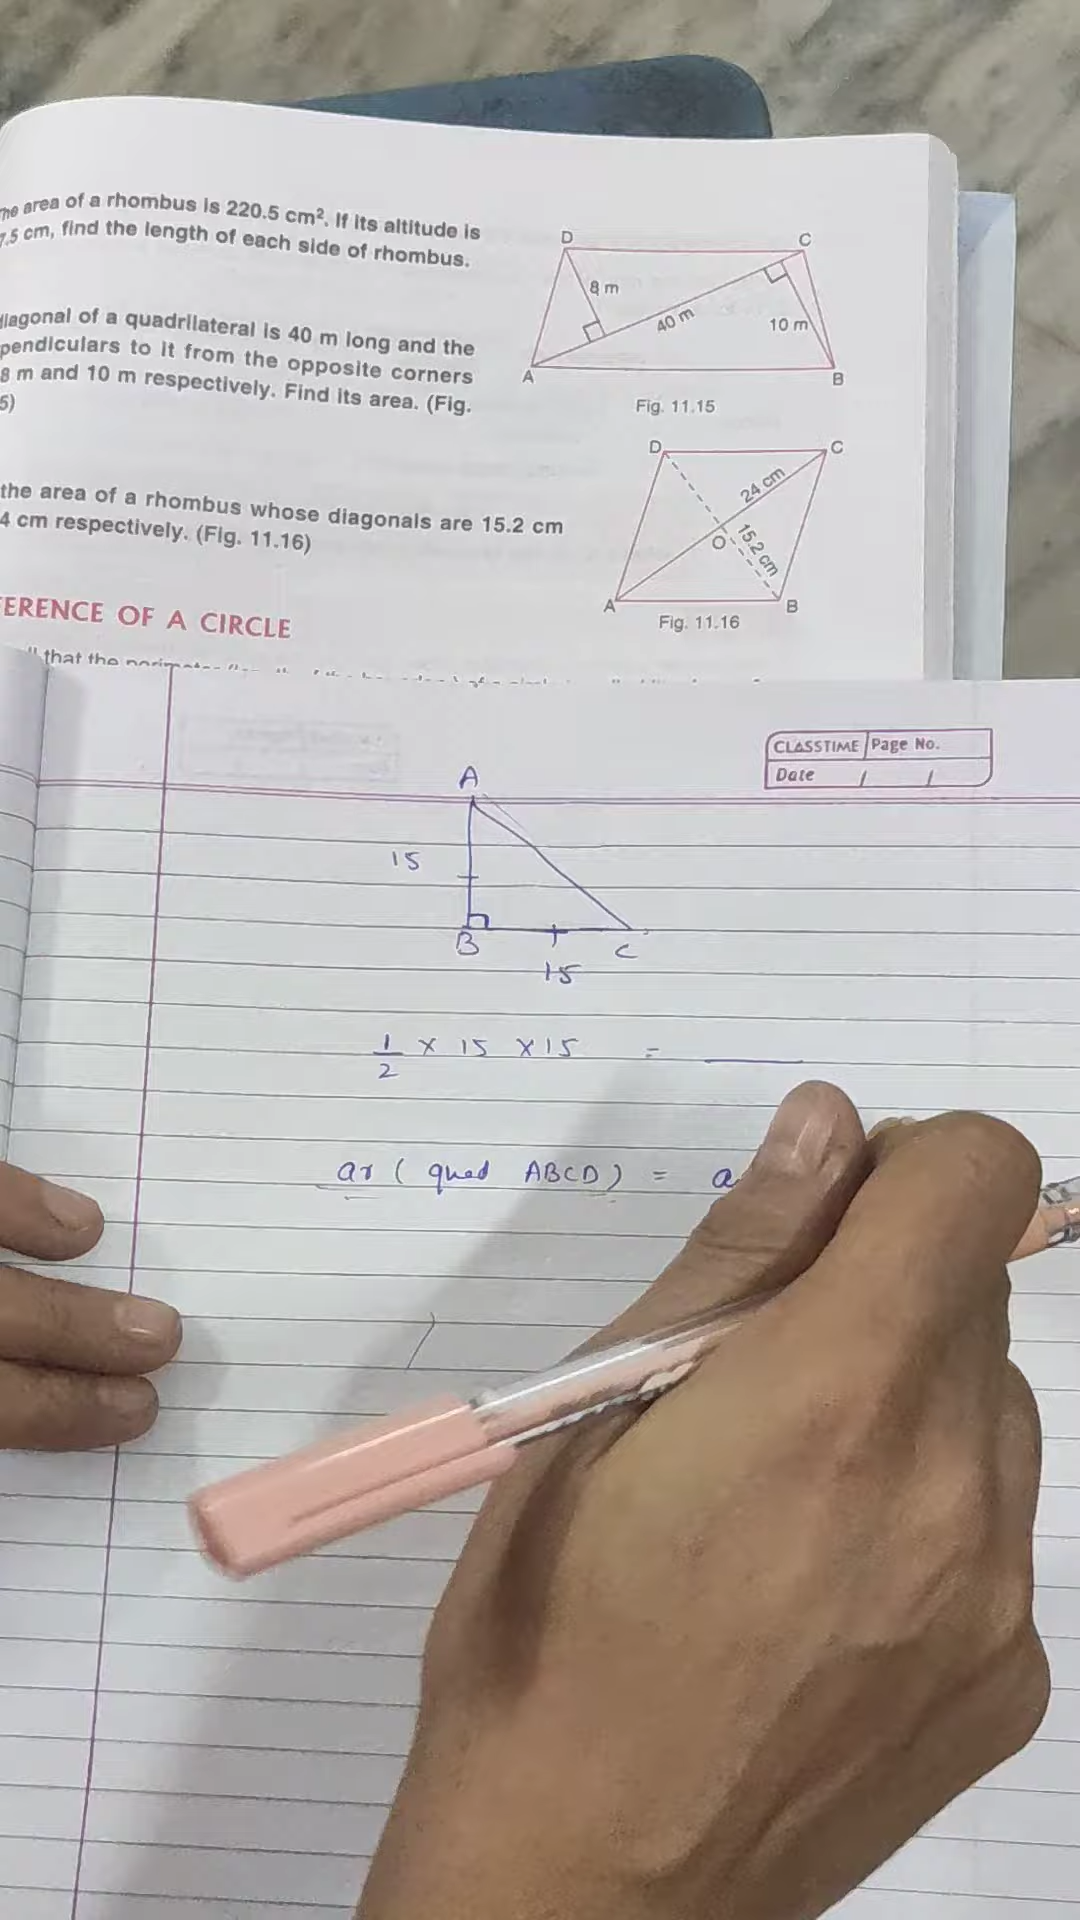 area of a rhombus is 220.5 cm². If its altitude is
7.5 cm, find the length of each side of rhombus.
diagonal of a quadrilateral is 40 m long and the
pendiculars to it from the opposite corners
8 m and 10 m respectively. Find its area. (Fig.
5)
D
C
8 m
40 m
10 m
A
B
Fig. 11.15
the area of a rhombus whose diagonals are 15.2 cm
4 cm respectively. (Fig. 11.16)
D
C
24 cm
O
15.2 cm
A
B
Fig. 11.16
FERENCE OF A CIRCLE
that the
CLASSTIME Page No.
Date / /
A
15
B
C
15
1/2 × 15 × 15 =
ar ( quad ABCD) = a